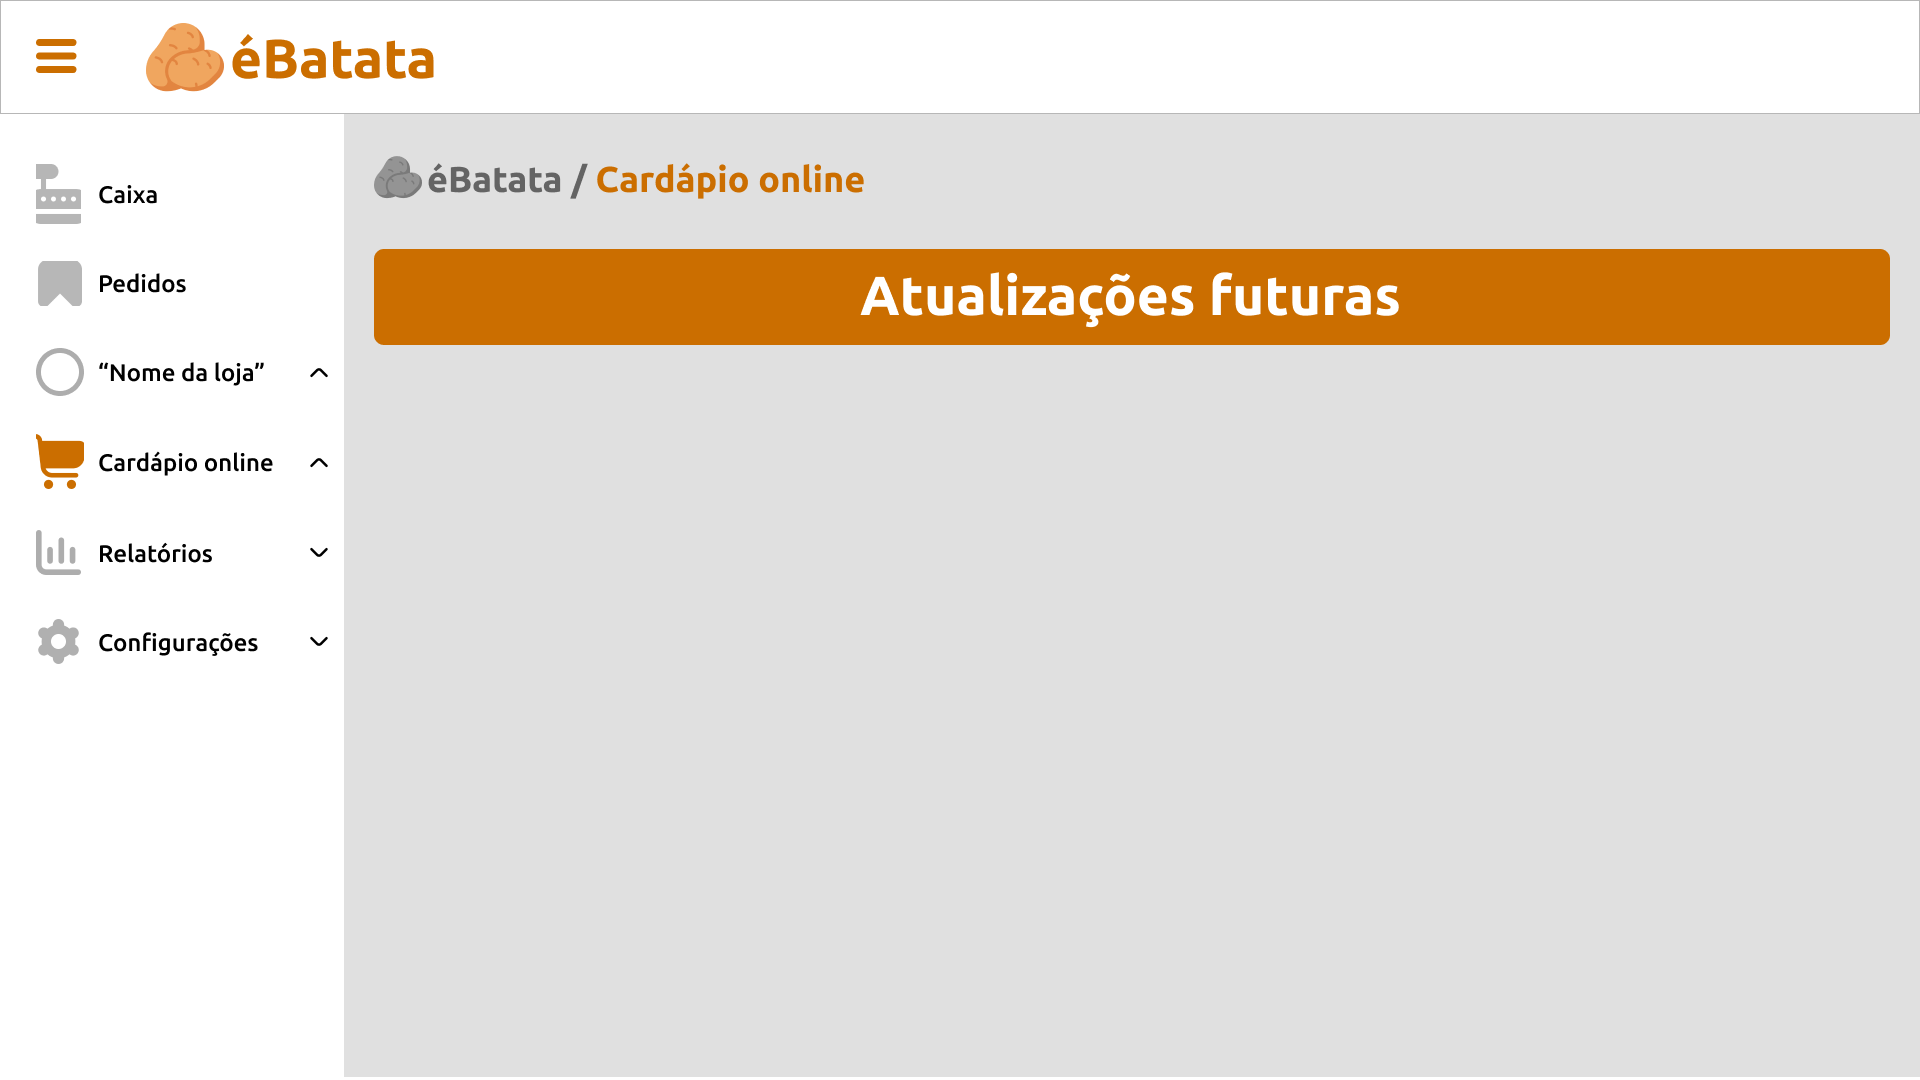 éBatata
éBatata / Cardápio online
Atualizações futuras
Caixa
Pedidos
“Nome da loja”
Cardápio online
Relatórios
Configurações